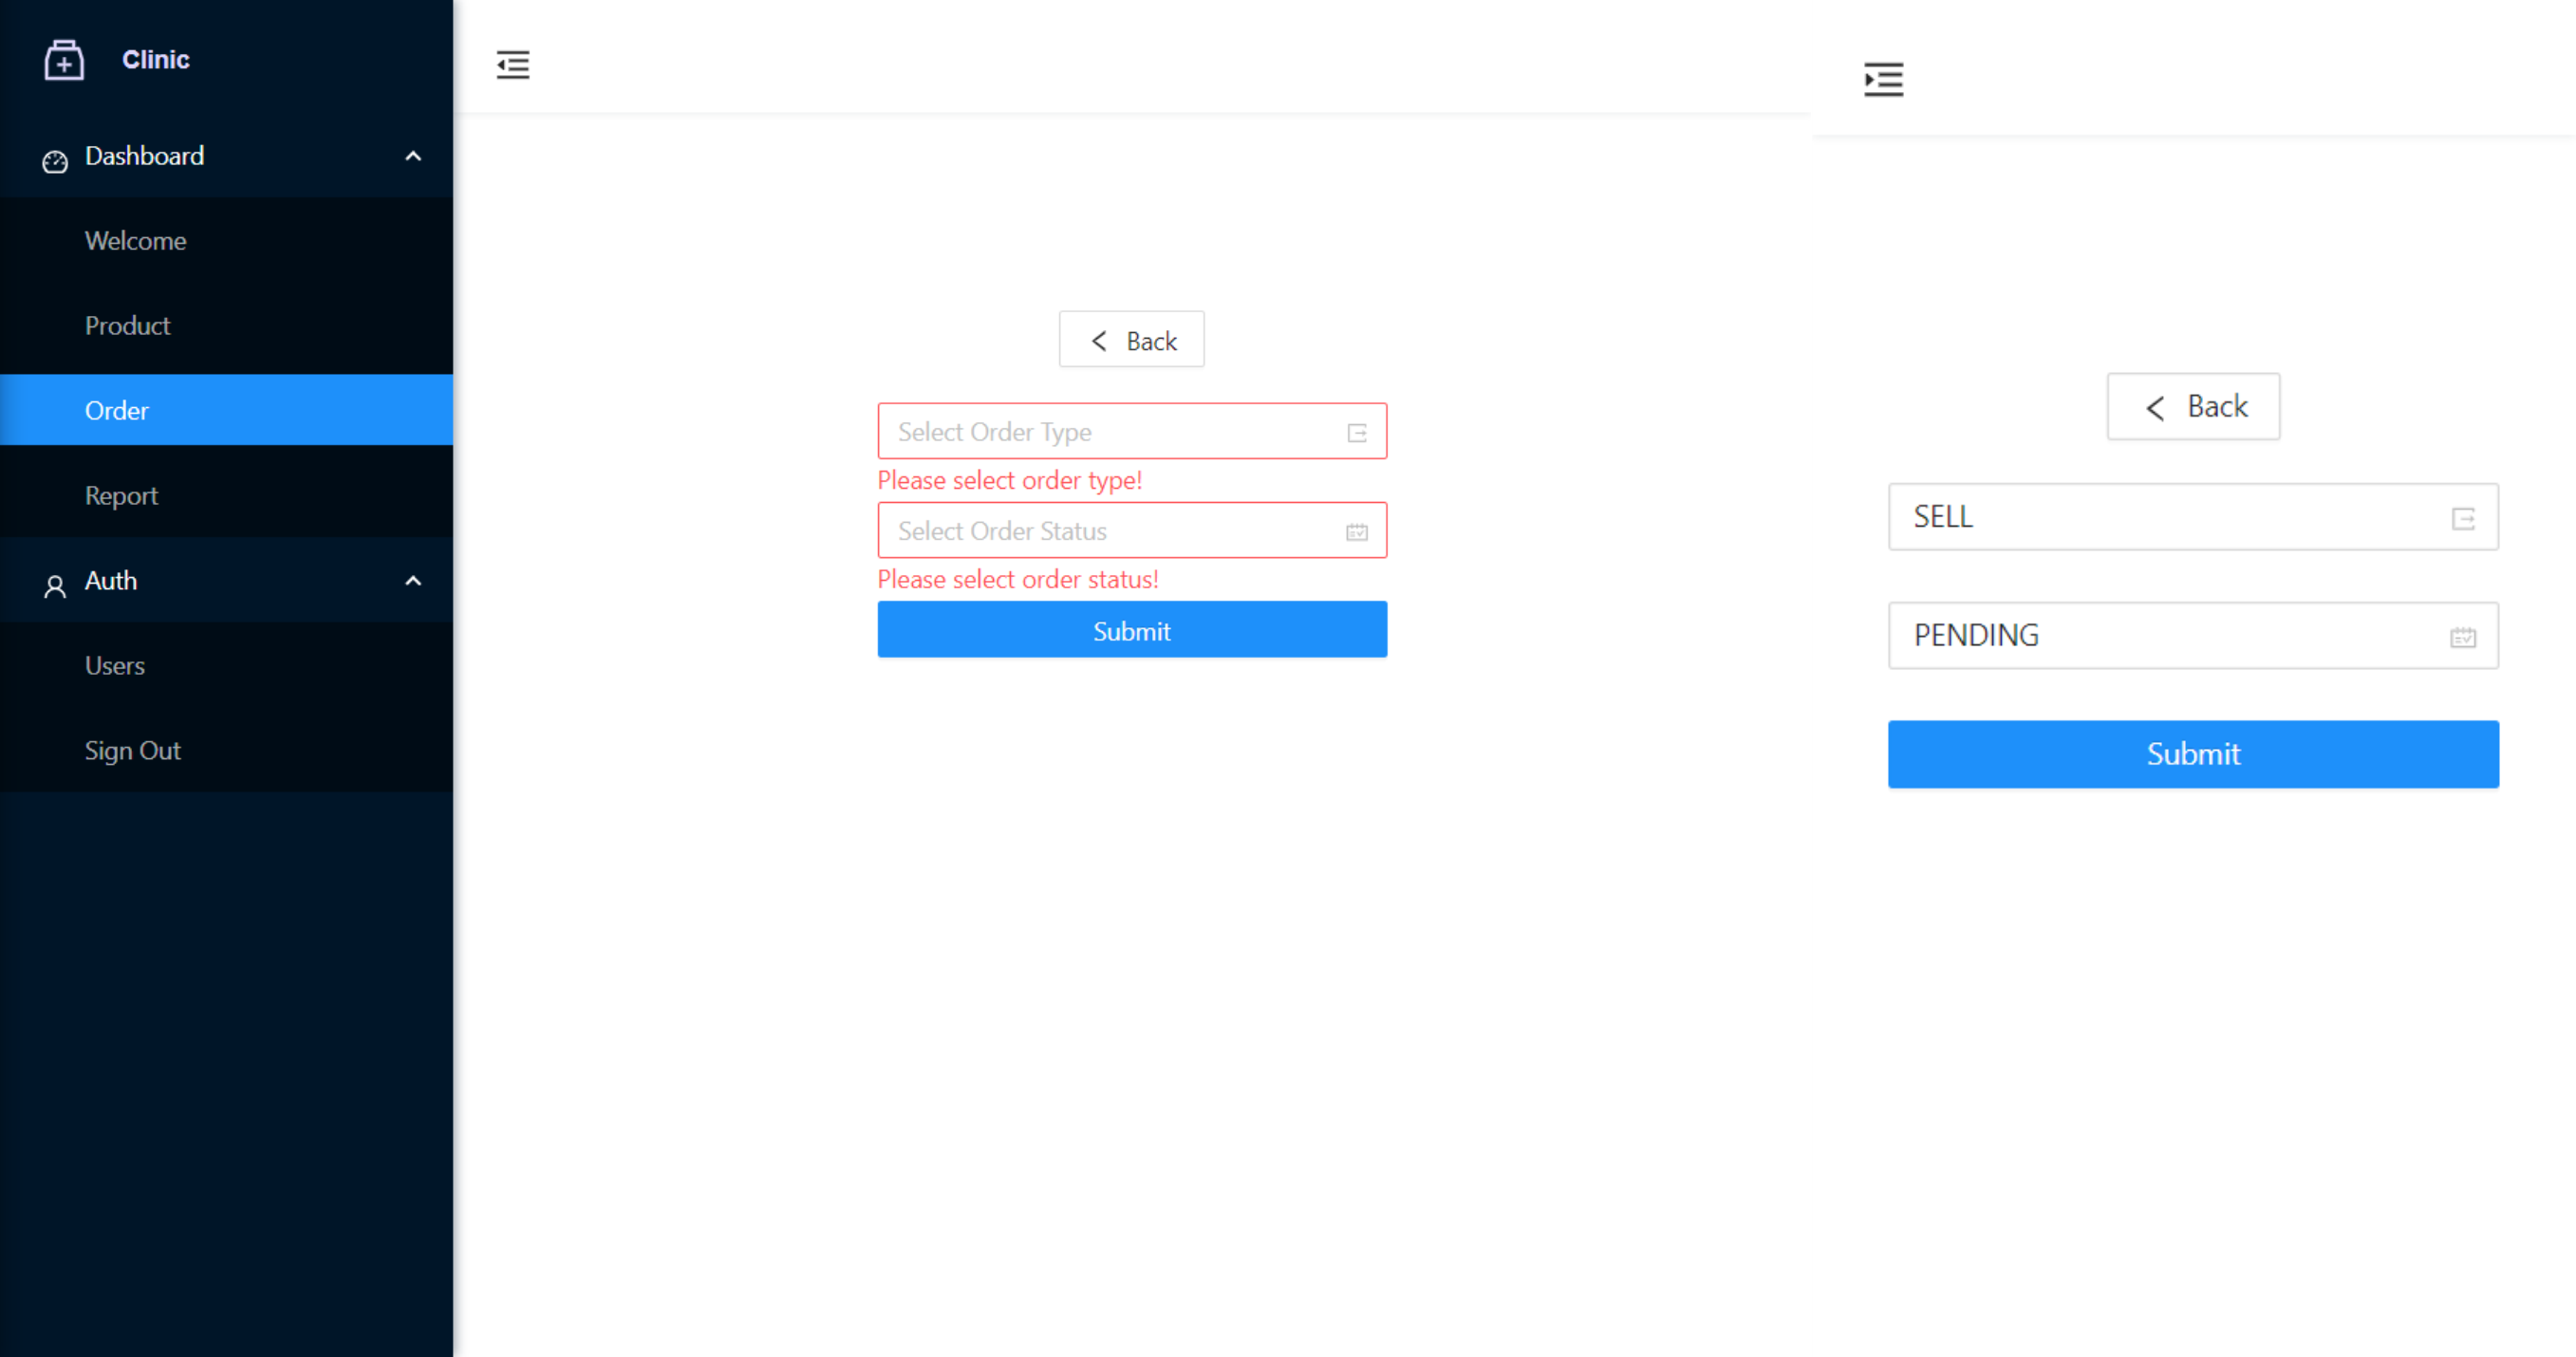 Clinic
Dashboard
Welcome
Product
Order
Report
Auth
Users
Sign Out
Back
Select Order Type
Please select order type!
Select Order Status
Please select order status!
Submit
Back
SELL
PENDING
Submit